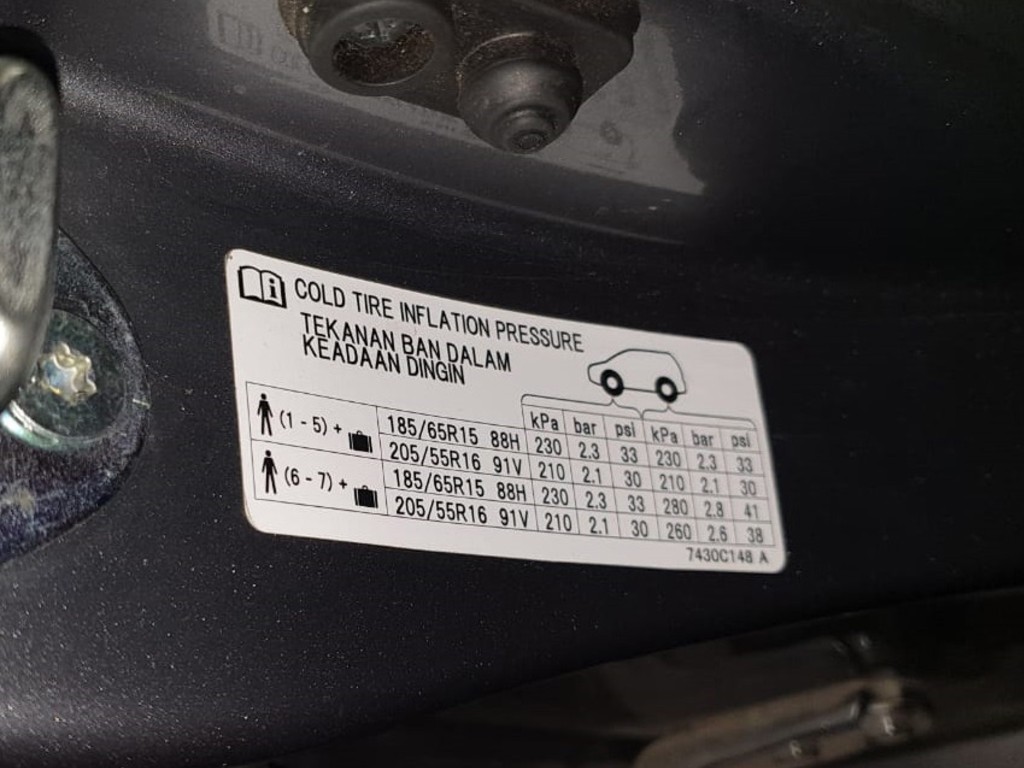 COLD TIRE INFLATION PRESSURE
TEKANAN BAN DALAM
KEADAAN DINGIN
kPa bar psi kPa bar psi
(1 - 5) + 185/65R15 88H 230 2.3 33 230 2.3 33
205/55R16 91V 210 2.1 30 210 2.1 30
(6 - 7) + 185/65R15 88H 230 2.3 33 280 2.8 41
205/55R16 91V 210 2.1 30 260 2.6 38
7430C148 A